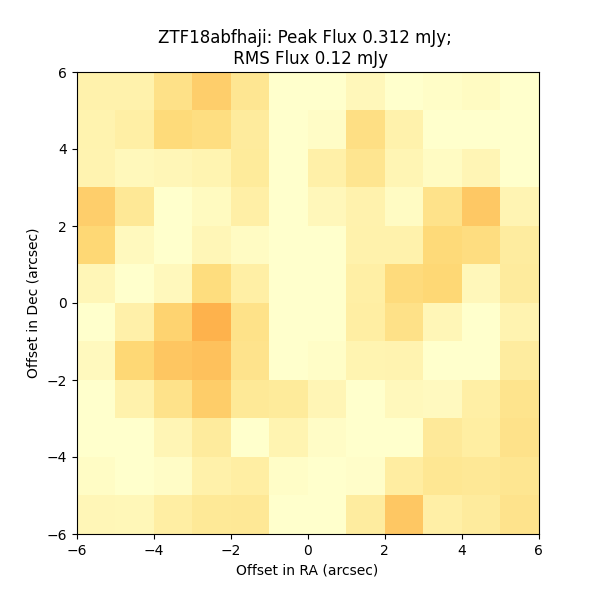 ZTF18abfhaji: Peak Flux 0.312 mJy;
RMS Flux 0.12 mJy
6
4
2
0
−2
−4
−6
Offset in Dec (arcsec)
−6 −4 −2 0 2 4 6
Offset in RA (arcsec)